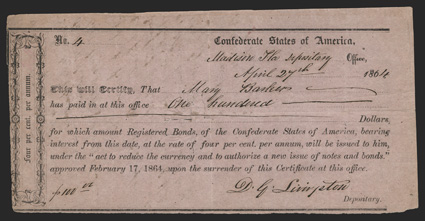 No. 4
Confederate States of America,
Madison Fla Depositary Office,
April 27th 1864
This will Certify, That Mary Barker
has paid in at this office One hundred
Dollars,
for which amount Registered Bonds, of the Confederate States of America, bearing
interest from this date, at the rate of four per cent. per annum, will be issued to him,
under the "act to reduce the currency and to authorize a new issue of notes and bonds."
approved February 17, 1864, upon the surrender of this Certificate at this office.
$100 00
D. G. Livingston
Depositary.
Four per cent. per annum.